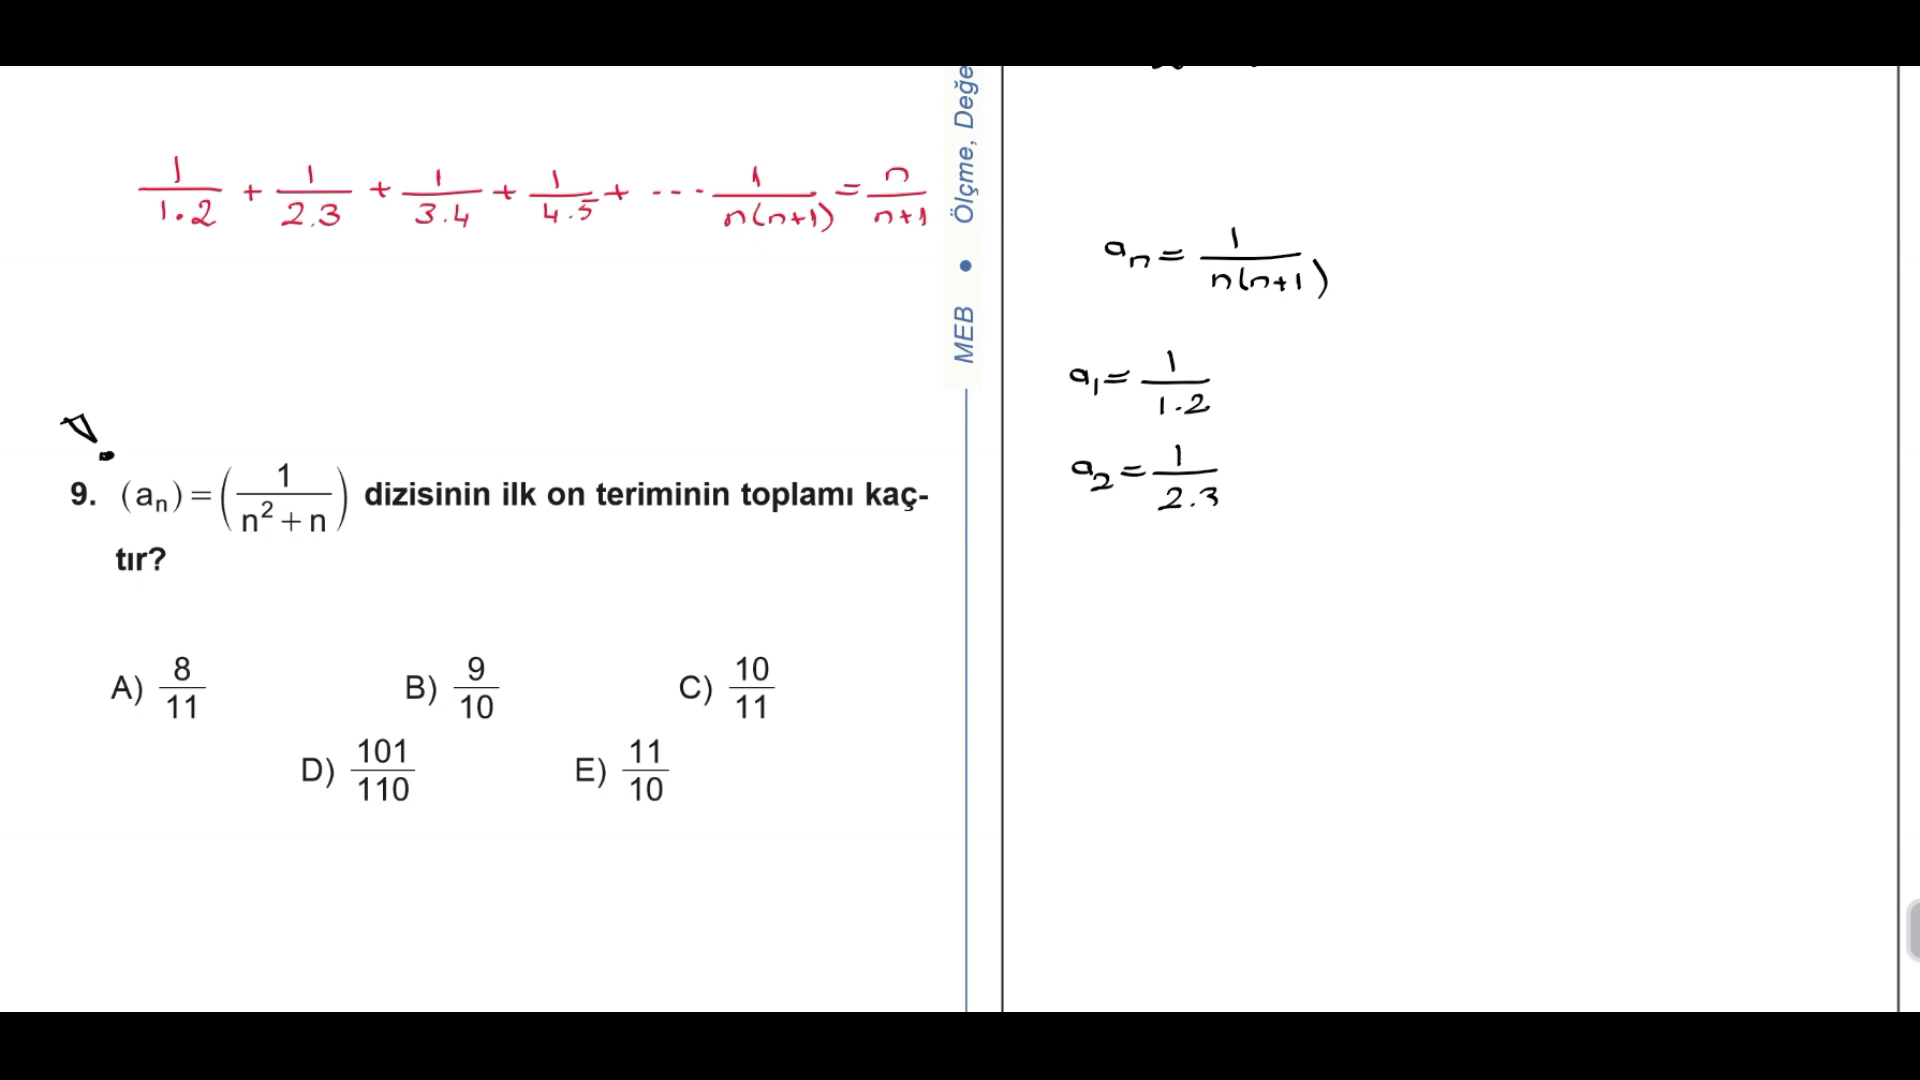 1/1.2 + 1/2.3 + 1/3.4 + 1/4.5 + --- 1/n(n+1) = n/n+1
9. (aₙ) = (1/n² + n) dizisinin ilk on teriminin toplamı kaç-
tır?
A) 8/11 B) 9/10 C) 10/11
D) 101/110 E) 11/10
MEB ● Ölçme, Değe
aₙ = 1/n(n+1)
a₁ = 1/1.2
a₂ = 1/2.3